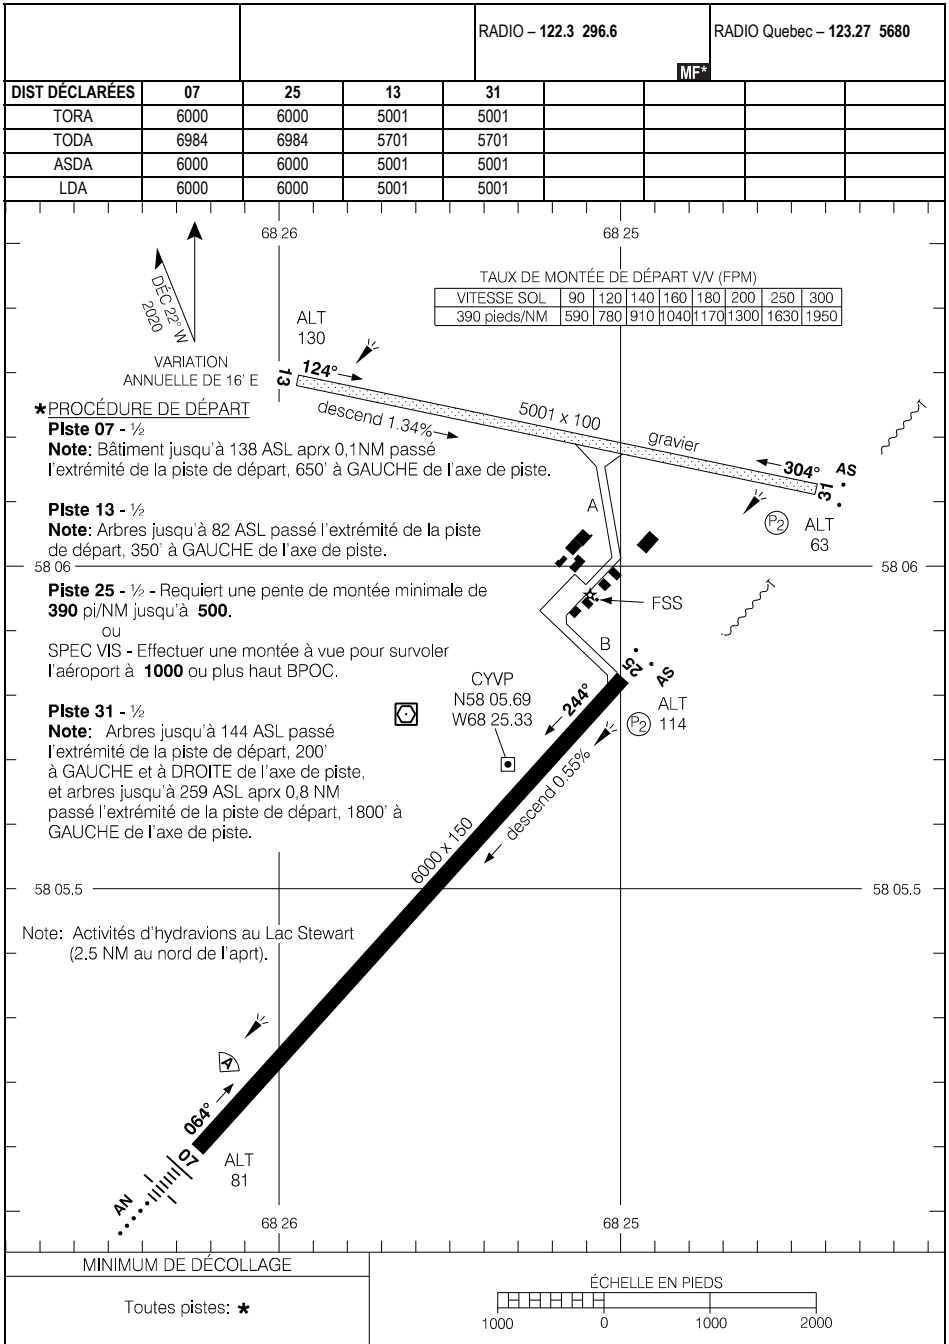 RADIO – 122.3 296.6
MF*
RADIO Quebec – 123.27 5680
DIST DÉCLARÉES 07 25 13 31
TORA 6000 6000 5001 5001
TODA 6984 6984 5701 5701
ASDA 6000 6000 5001 5001
LDA 6000 6000 5001 5001
68 26
68 25
DÉC 22° W
2020
VARIATION
ANNUELLE DE 16' E
TAUX DE MONTÉE DE DÉPART V/V (FPM)
VITESSE SOL 90 120 140 160 180 200 250 300
390 pieds/NM 590 780 910 1040 1170 1300 1630 1950
ALT
130
13
124°
descend 1.34%
5001 x 100
gravier
304°
31
AS
P2
ALT
63
*PROCÉDURE DE DÉPART
Piste 07 - ½
Note: Bâtiment jusqu'à 138 ASL aprx 0,1NM passé
l'extrémité de la piste de départ, 650' à GAUCHE de l'axe de piste.
Piste 13 - ½
Note: Arbres jusqu'à 82 ASL passé l'extrémité de la piste
de départ, 350' à GAUCHE de l'axe de piste.
A
58 06
58 06
Piste 25 - ½ - Requiert une pente de montée minimale de
390 pi/NM jusqu'à 500.
ou
SPEC VIS - Effectuer une montée à vue pour survoler
l'aéroport à 1000 ou plus haut BPOC.
FSS
B
25
AS
ALT
114
P2
244°
descend 0.55%
CYVP
N58 05.69
W68 25.33
Piste 31 - ½
Note: Arbres jusqu'à 144 ASL passé
l'extrémité de la piste de départ, 200'
à GAUCHE et à DROITE de l'axe de piste,
et arbres jusqu'à 259 ASL aprx 0,8 NM
passé l'extrémité de la piste de départ, 1800' à
GAUCHE de l'axe de piste.
6000 x 150
58 05.5
58 05.5
Note: Activités d'hydravions au Lac Stewart
(2.5 NM au nord de l'aprt).
A
064°
07
ALT
81
AN
68 26
68 25
MINIMUM DE DÉCOLLAGE
Toutes pistes: *
ÉCHELLE EN PIEDS
1000 0 1000 2000